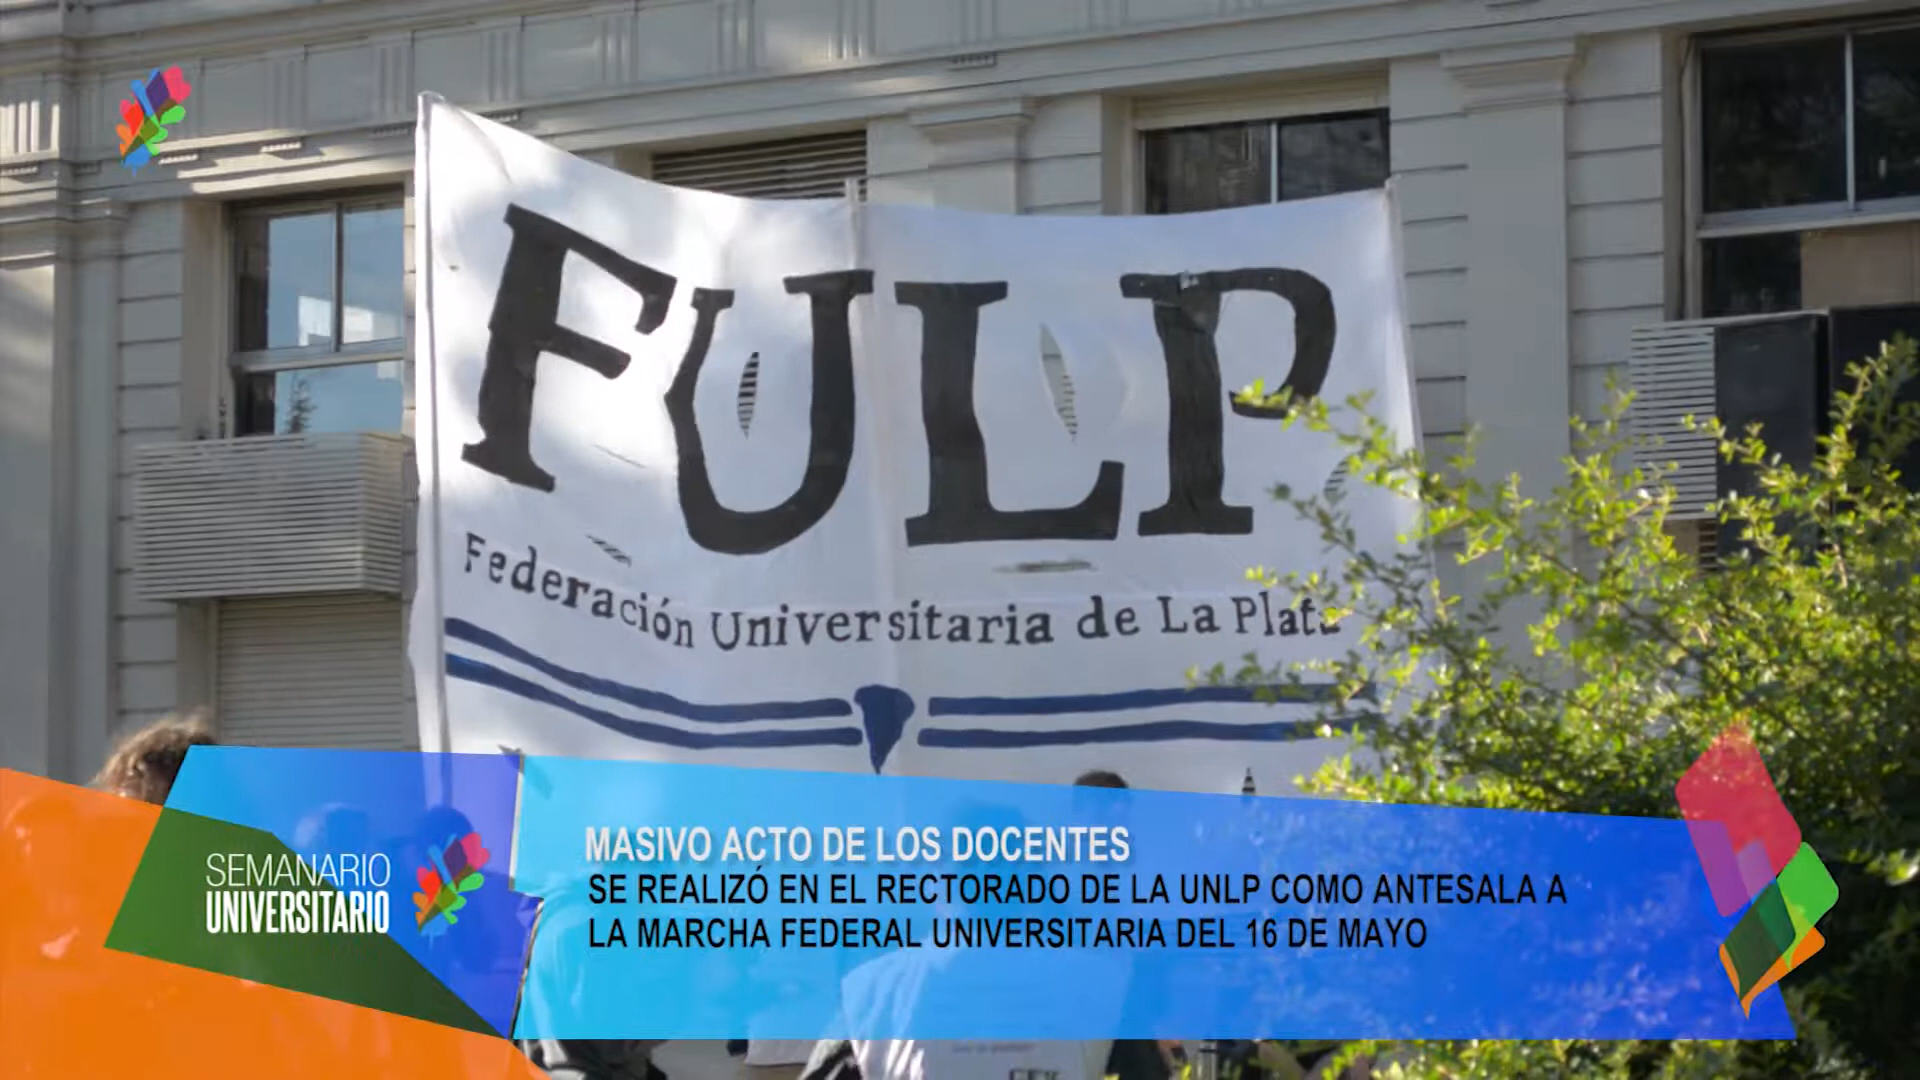 FULP
Federación Universitaria de La Plata
SEMANARIO
UNIVERSITARIO
MASIVO ACTO DE LOS DOCENTES
SE REALIZÓ EN EL RECTORADO DE LA UNLP COMO ANTESALA A
LA MARCHA FEDERAL UNIVERSITARIA DEL 16 DE MAYO